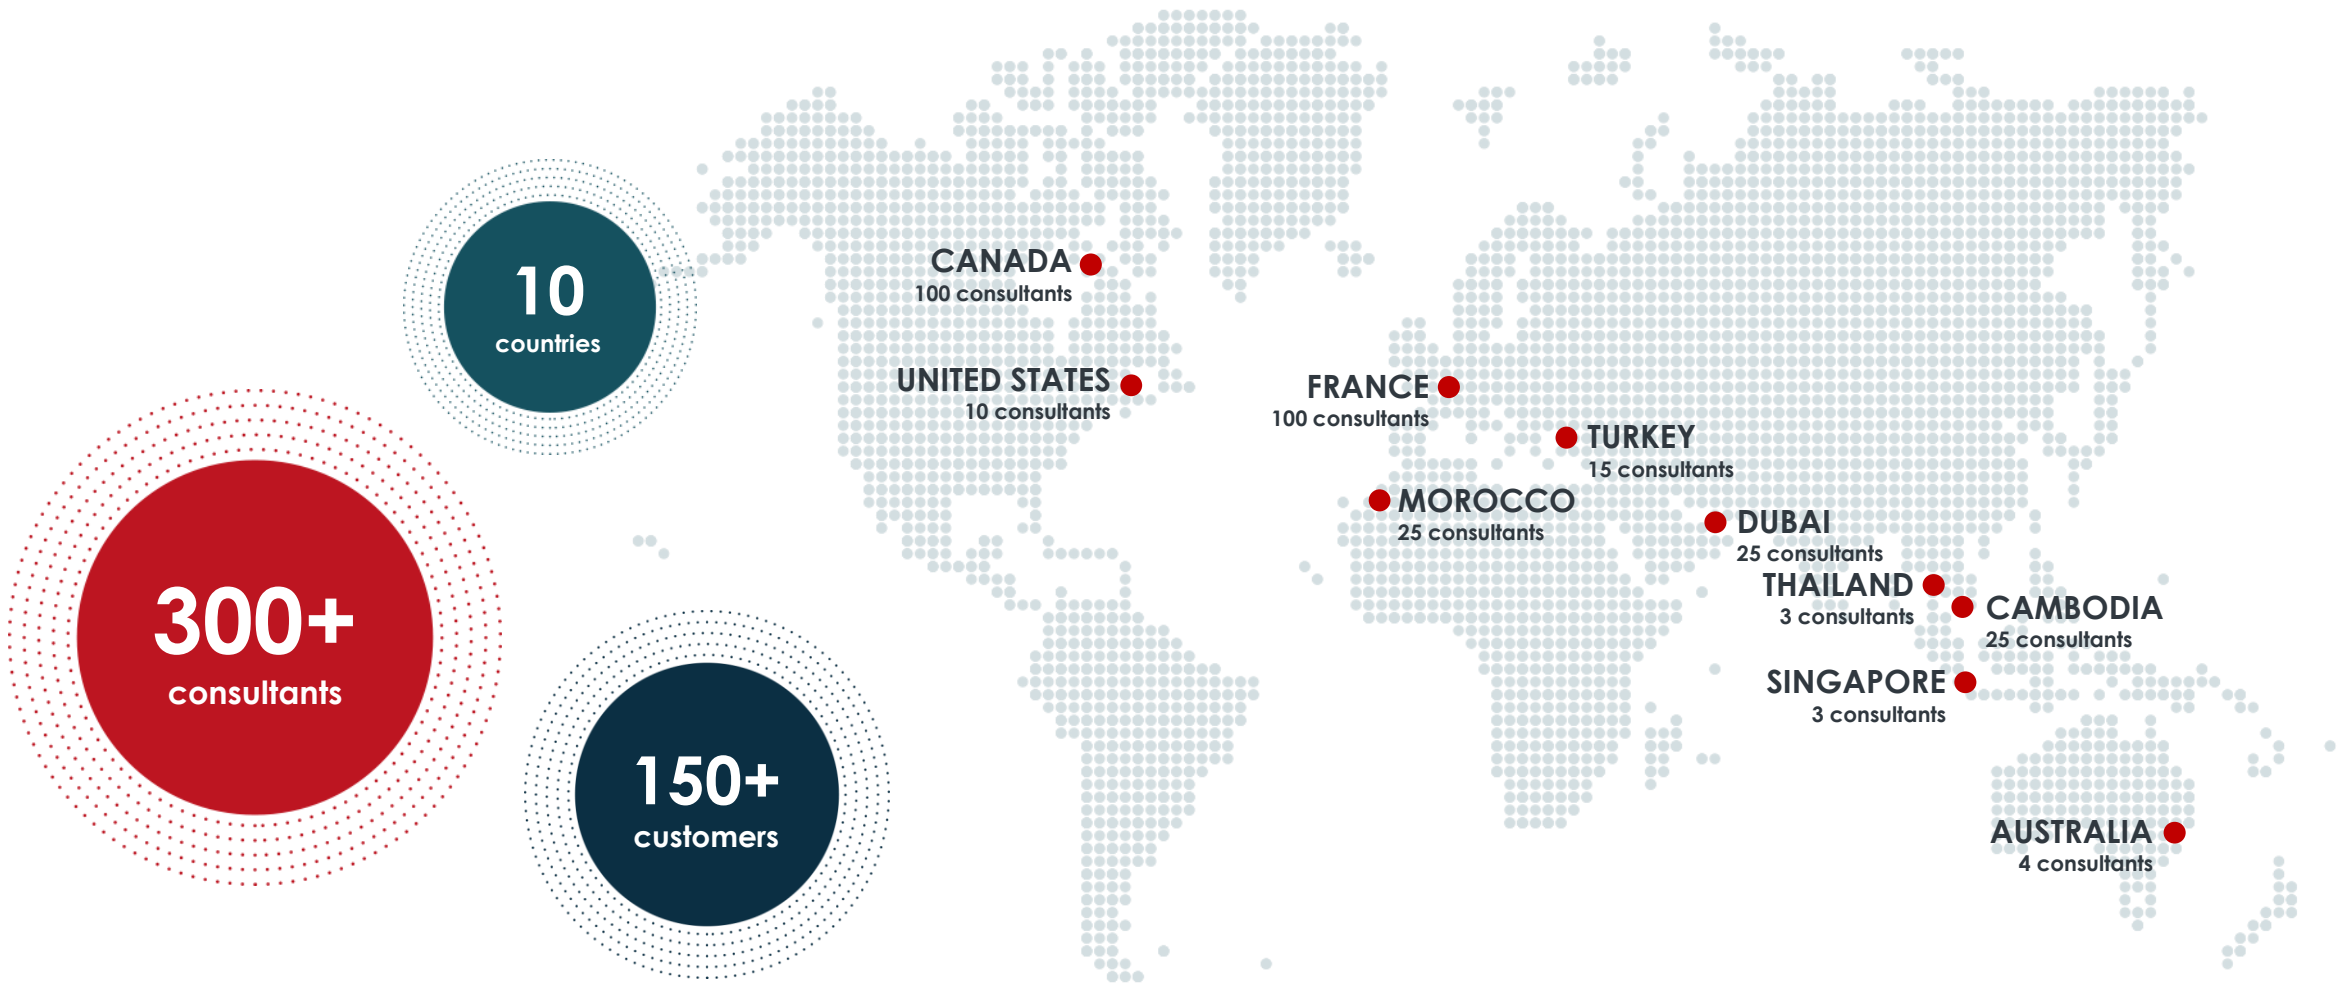 10
countries
300+
consultants
150+
customers
CANADA
100 consultants
UNITED STATES
10 consultants
FRANCE
100 consultants
TURKEY
15 consultants
MOROCCO
25 consultants
DUBAI
25 consultants
THAILAND
3 consultants
CAMBODIA
25 consultants
SINGAPORE
3 consultants
AUSTRALIA
4 consultants